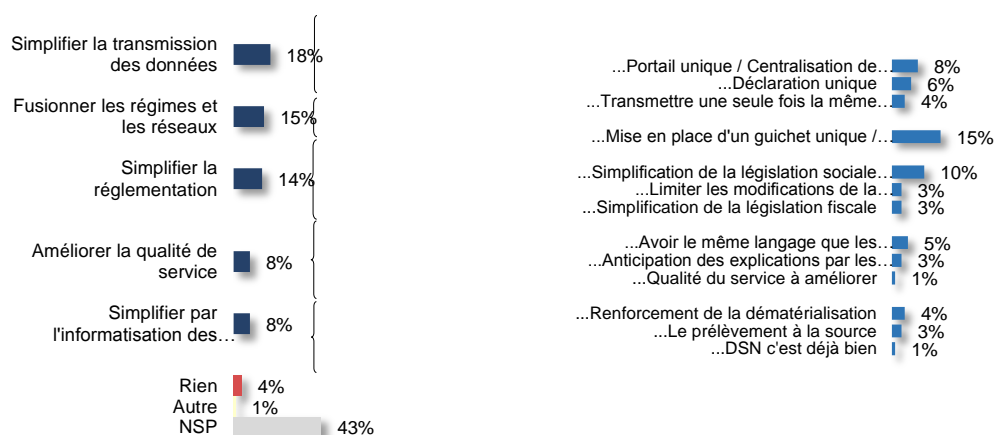 Simplifier la transmission
des données
18%
Fusionner les régimes et
les réseaux
15%
Simplifier la
réglementation
14%
Améliorer la qualité de
service
8%
Simplifier par
l'informatisation des…
8%
Rien
4%
Autre
1%
NSP
43%
...Portail unique / Centralisation de…
8%
...Déclaration unique
6%
...Transmettre une seule fois la même…
4%
...Mise en place d'un guichet unique /…
15%
...Simplification de la législation sociale…
10%
...Limiter les modifications de la…
3%
...Simplification de la législation fiscale
3%
...Avoir le même langage que les…
5%
...Anticipation des explications par les…
3%
...Qualité du service à améliorer
1%
...Renforcement de la dématérialisation
4%
...Le prélèvement à la source
3%
...DSN c'est déjà bien
1%